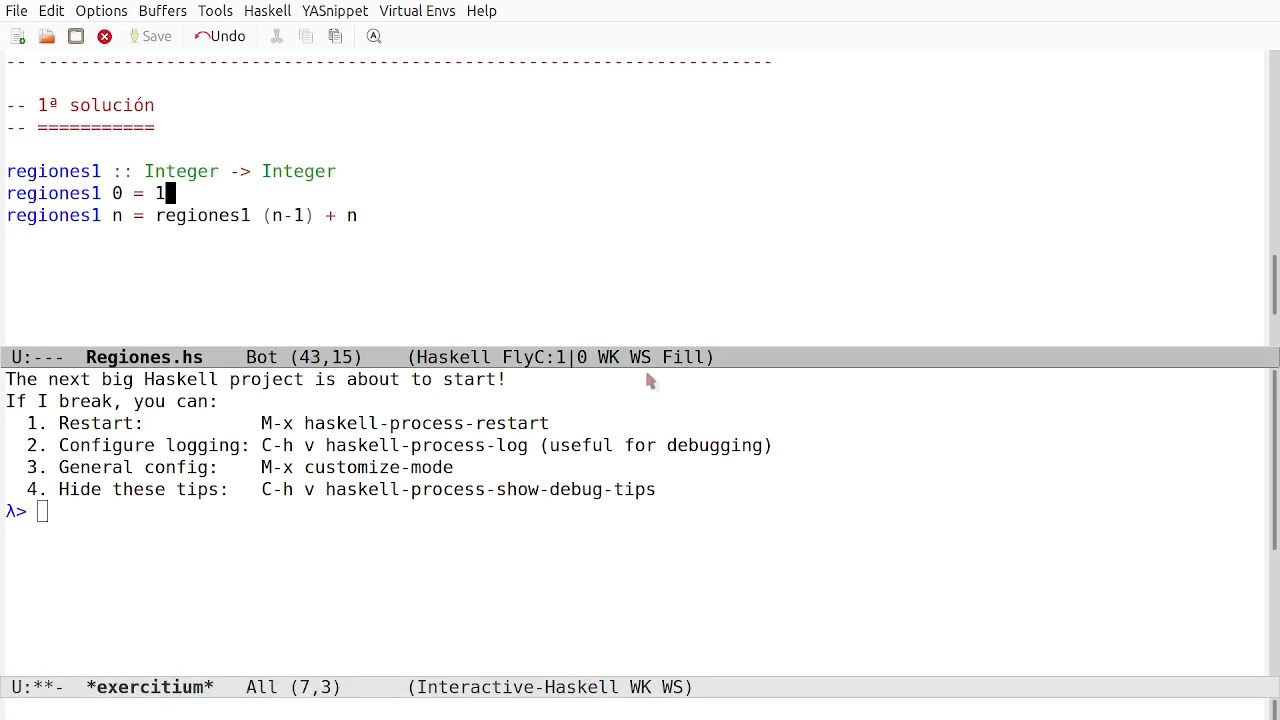 File Edit Options Buffers Tools Haskell YASnippet Virtual Envs Help
Save Undo
-- ---------------------------------------------------------------------
-- 1ª solución
-- ===========
regiones1 :: Integer -> Integer
regiones1 0 = 1
regiones1 n = regiones1 (n-1) + n
U:--- Regiones.hs Bot (43,15) (Haskell FlyC:1|0 WK WS Fill)
The next big Haskell project is about to start!
If I break, you can:
1. Restart: M-x haskell-process-restart
2. Configure logging: C-h v haskell-process-log (useful for debugging)
3. General config: M-x customize-mode
4. Hide these tips: C-h v haskell-process-show-debug-tips
λ>
U:**- *exercitium* All (7,3) (Interactive-Haskell WK WS)